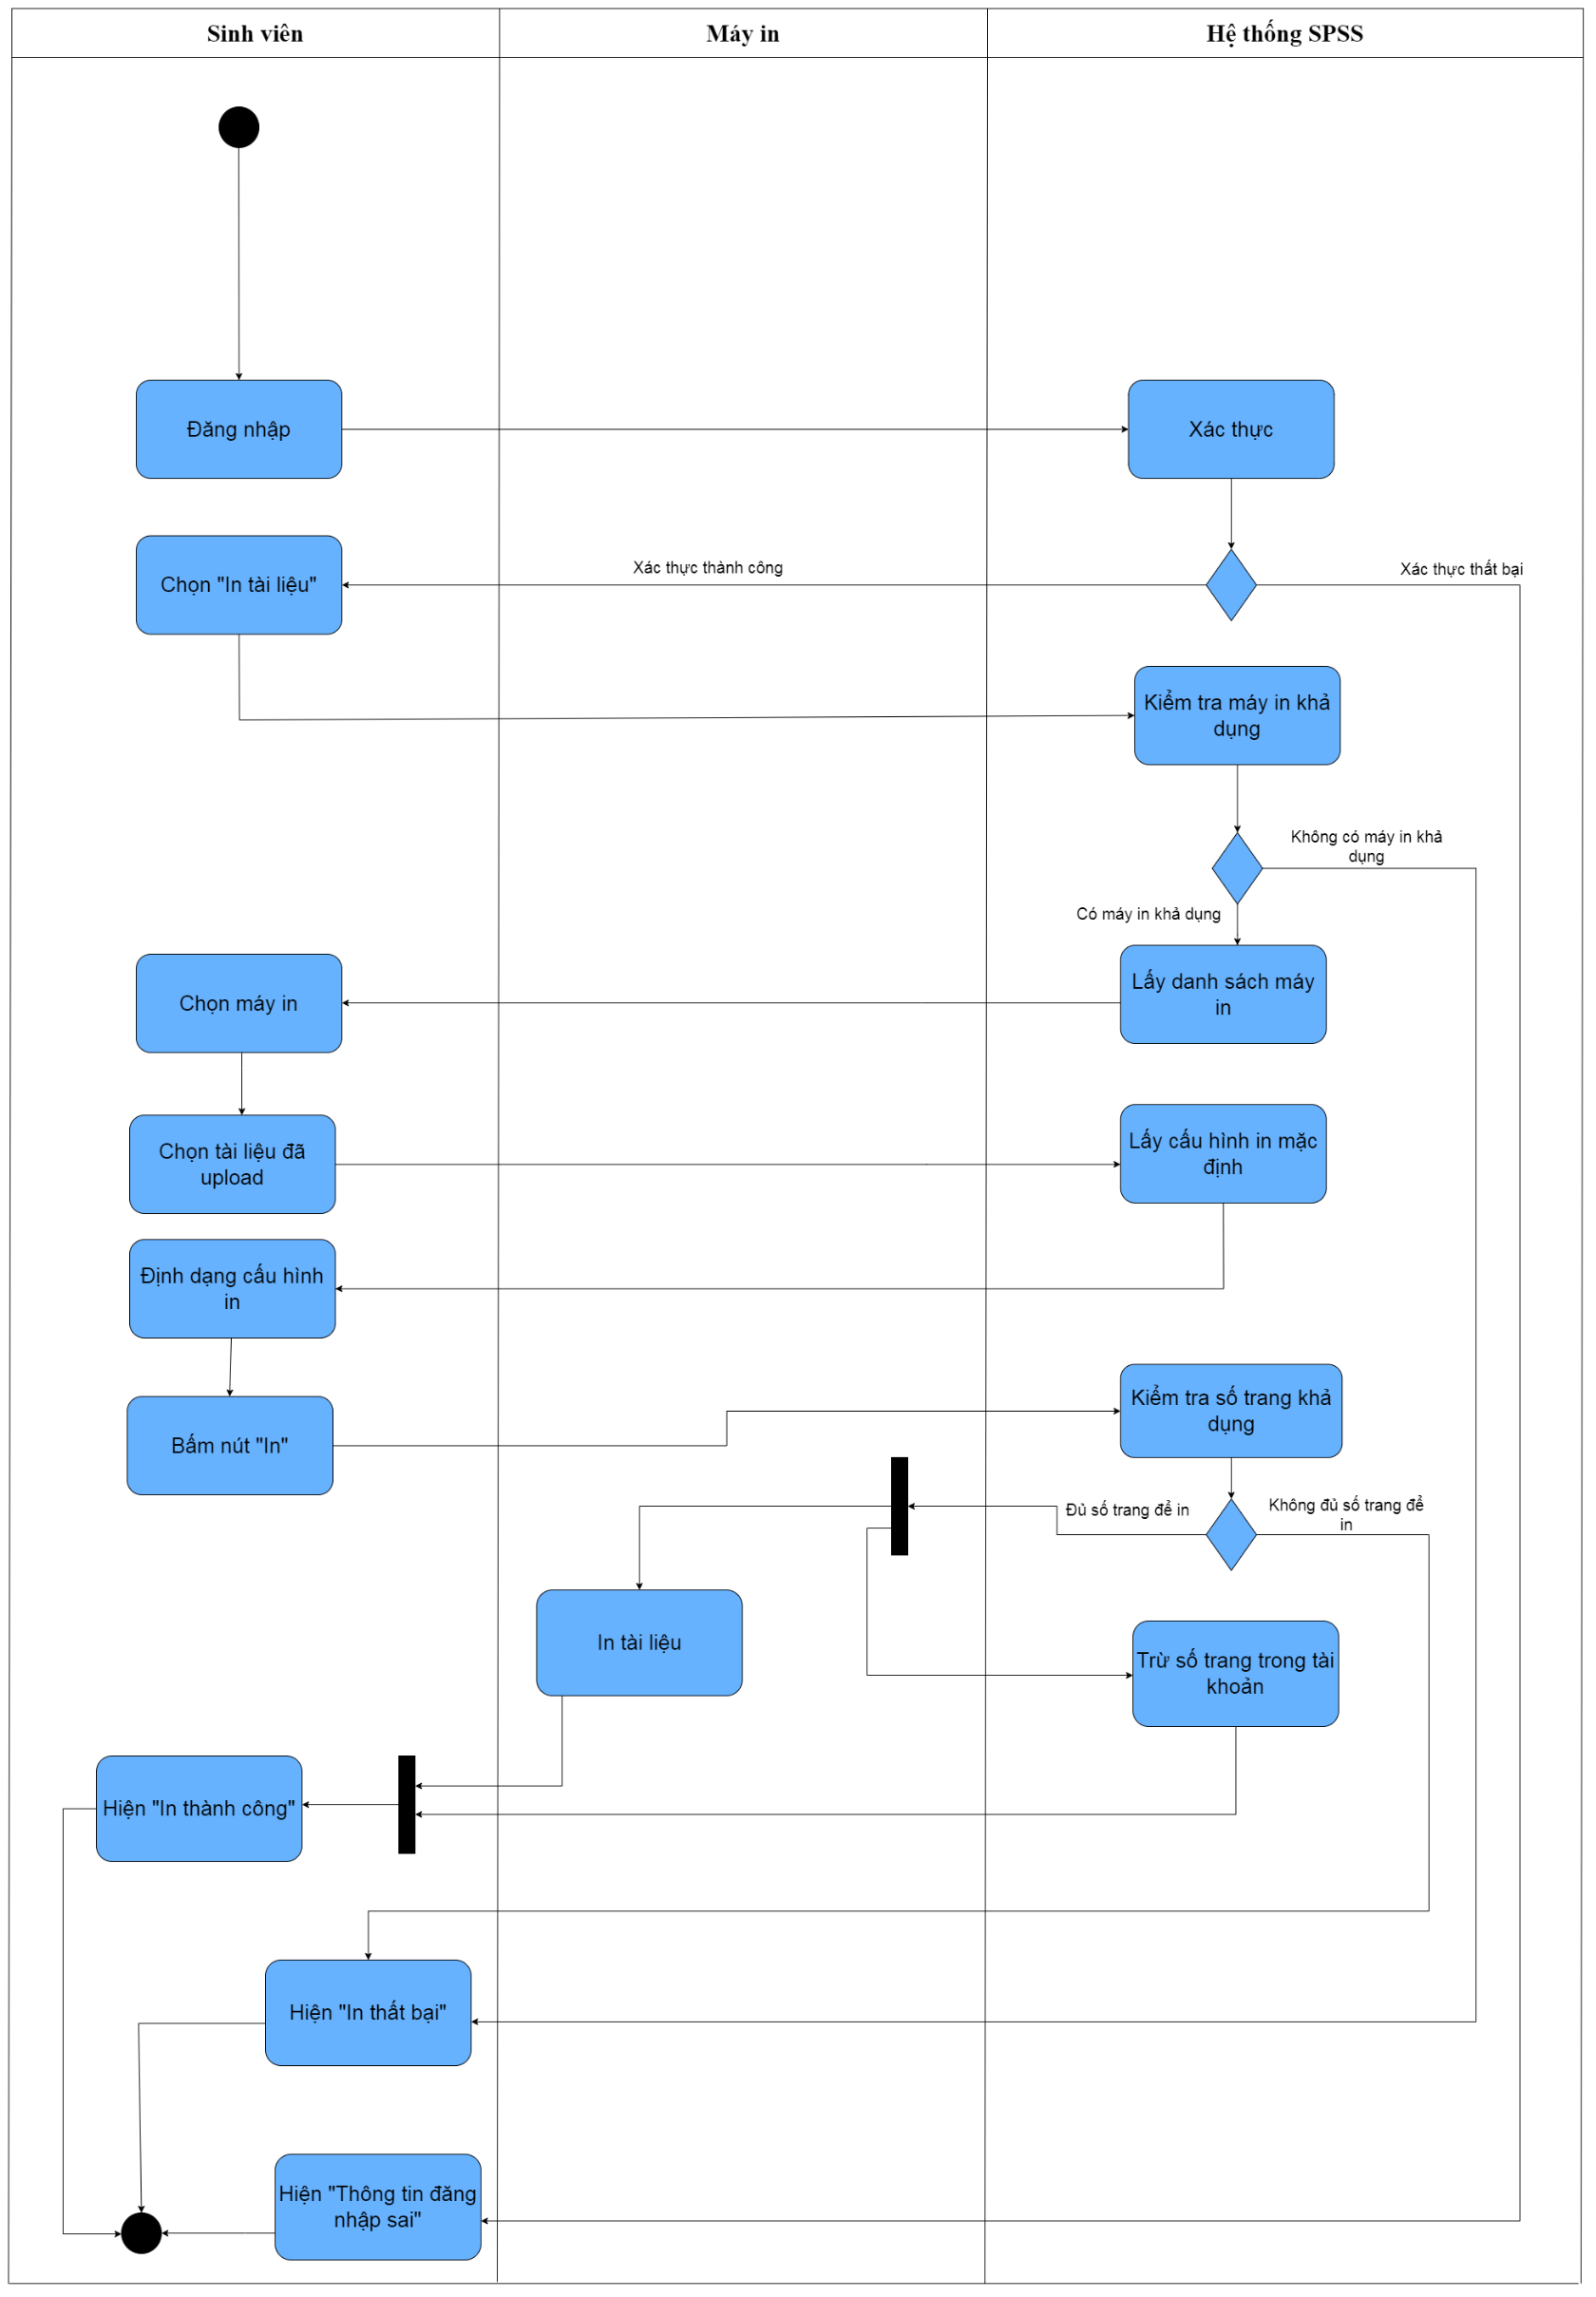 Sinh viên
Máy in
Hệ thống SPSS
Đăng nhập
Xác thực
Chọn "In tài liệu"
Xác thực thành công
Xác thực thất bại
Kiểm tra máy in khả
dụng
Không có máy in khả
dụng
Có máy in khả dụng
Chọn máy in
Lấy danh sách máy
in
Chọn tài liệu đã
upload
Lấy cấu hình in mặc
định
Định dạng cấu hình
in
Bấm nút "In"
Kiểm tra số trang khả
dụng
Đủ số trang để in
Không đủ số trang để
in
In tài liệu
Trừ số trang trong tài
khoản
Hiện "In thành công"
Hiện "In thất bại"
Hiện "Thông tin đăng
nhập sai"